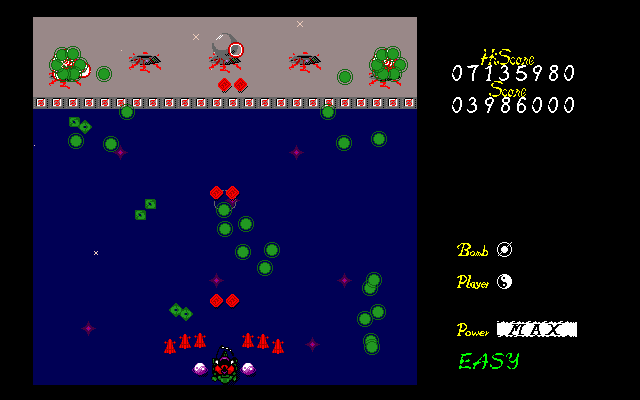 HiScore
07135980
Score
03986000
Bomb
Player
Power MAX
EASY